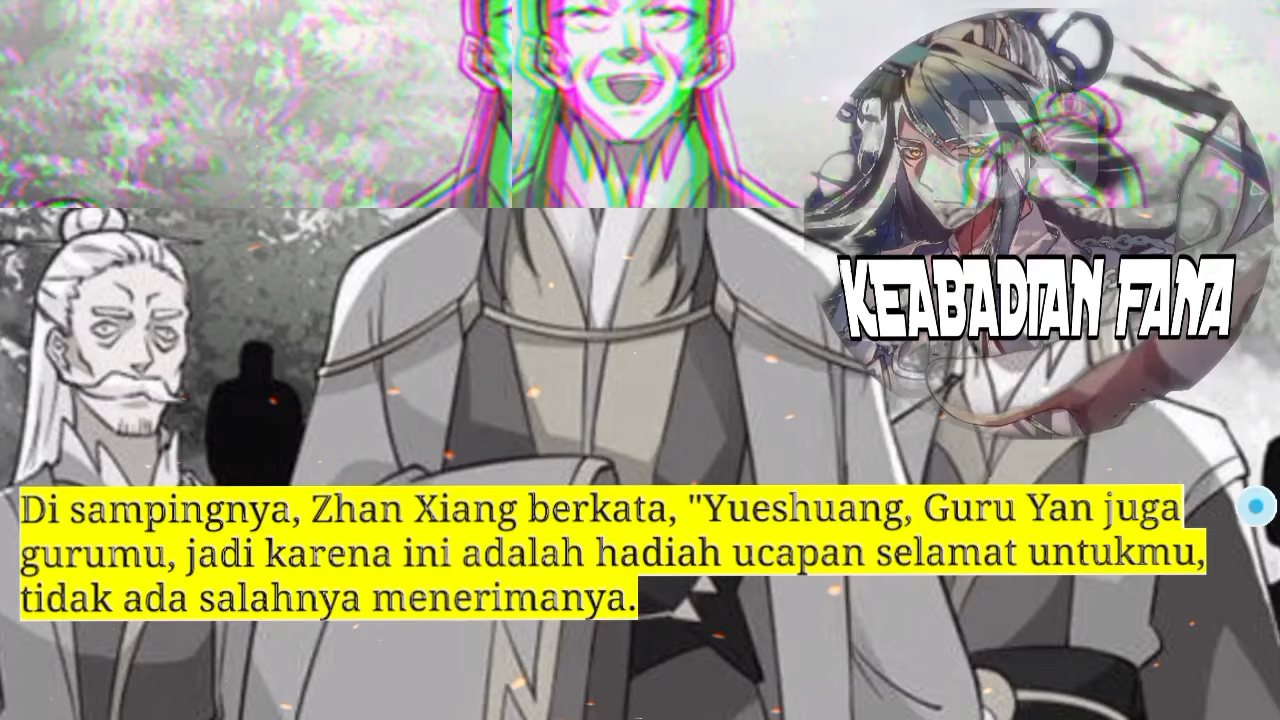 KEABADIAN FANA
Di sampingnya, Zhan Xiang berkata, "Yueshuang, Guru Yan juga
gurumu, jadi karena ini adalah hadiah ucapan selamat untukmu,
tidak ada salahnya menerimanya.